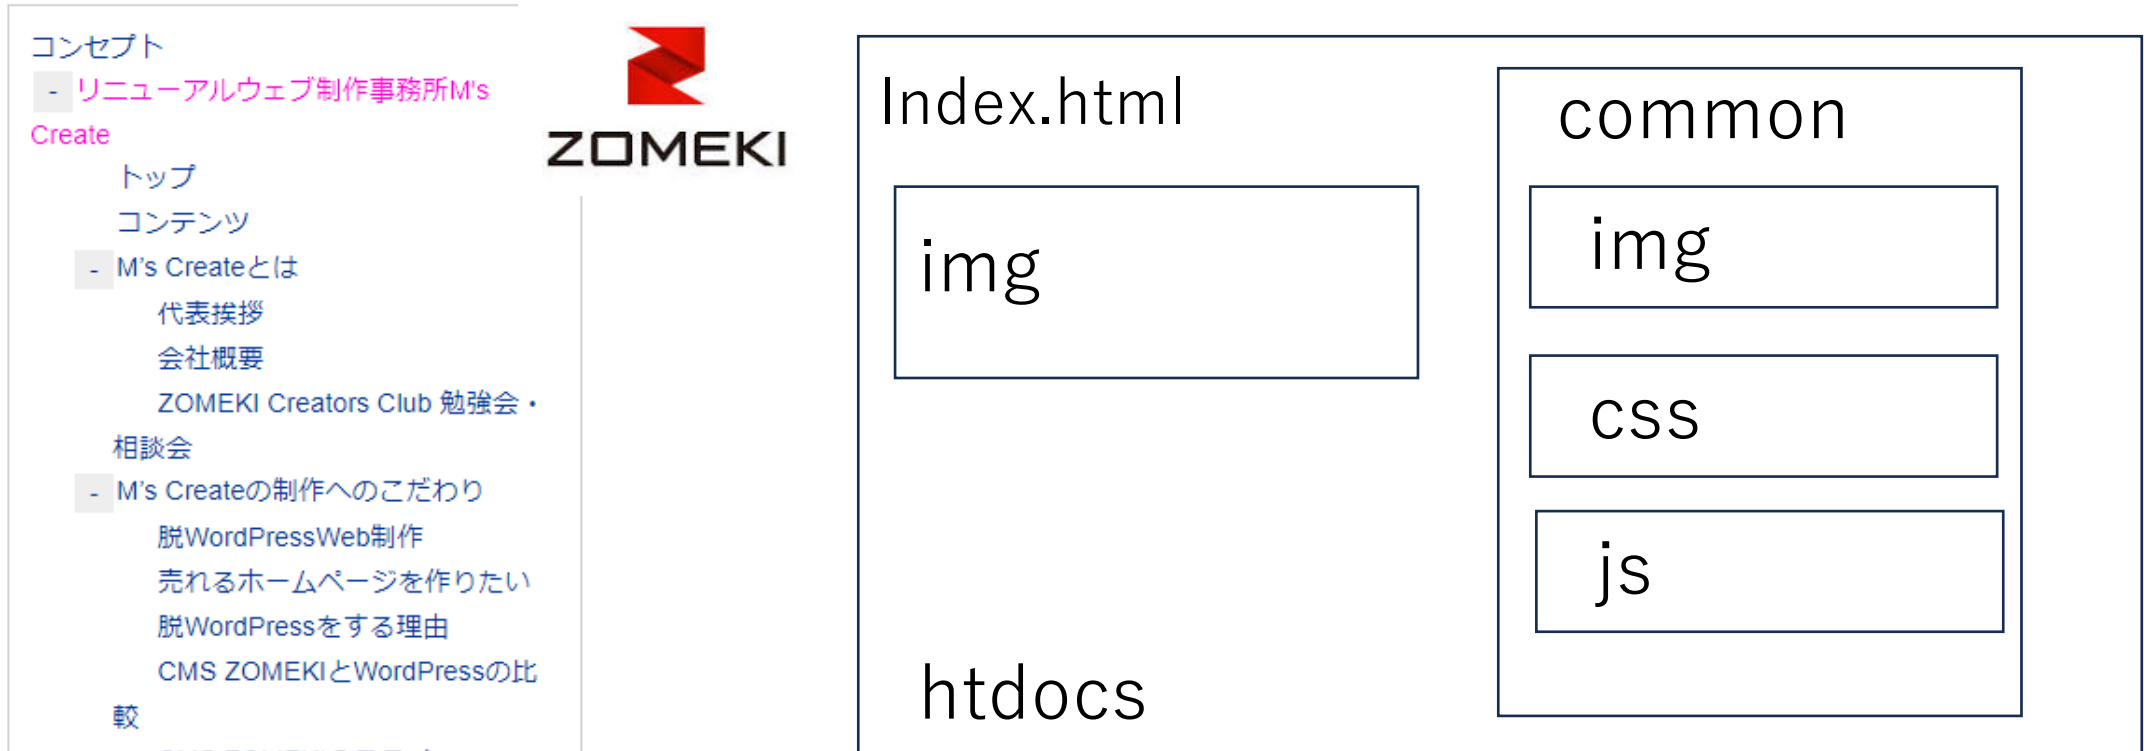 コンセプト
- リニューアルウェブ制作事務所M's
Create
トップ
コンテンツ
- M's Createとは
代表挨拶
会社概要
ZOMEKI Creators Club 勉強会・
相談会
- M's Createの制作へのこだわり
脱WordPressWeb制作
売れるホームページを作りたい
脱WordPressをする理由
CMS ZOMEKIとWordPressの比
較
ZOMEKI
Index.html
img
htdocs
common
img
css
js